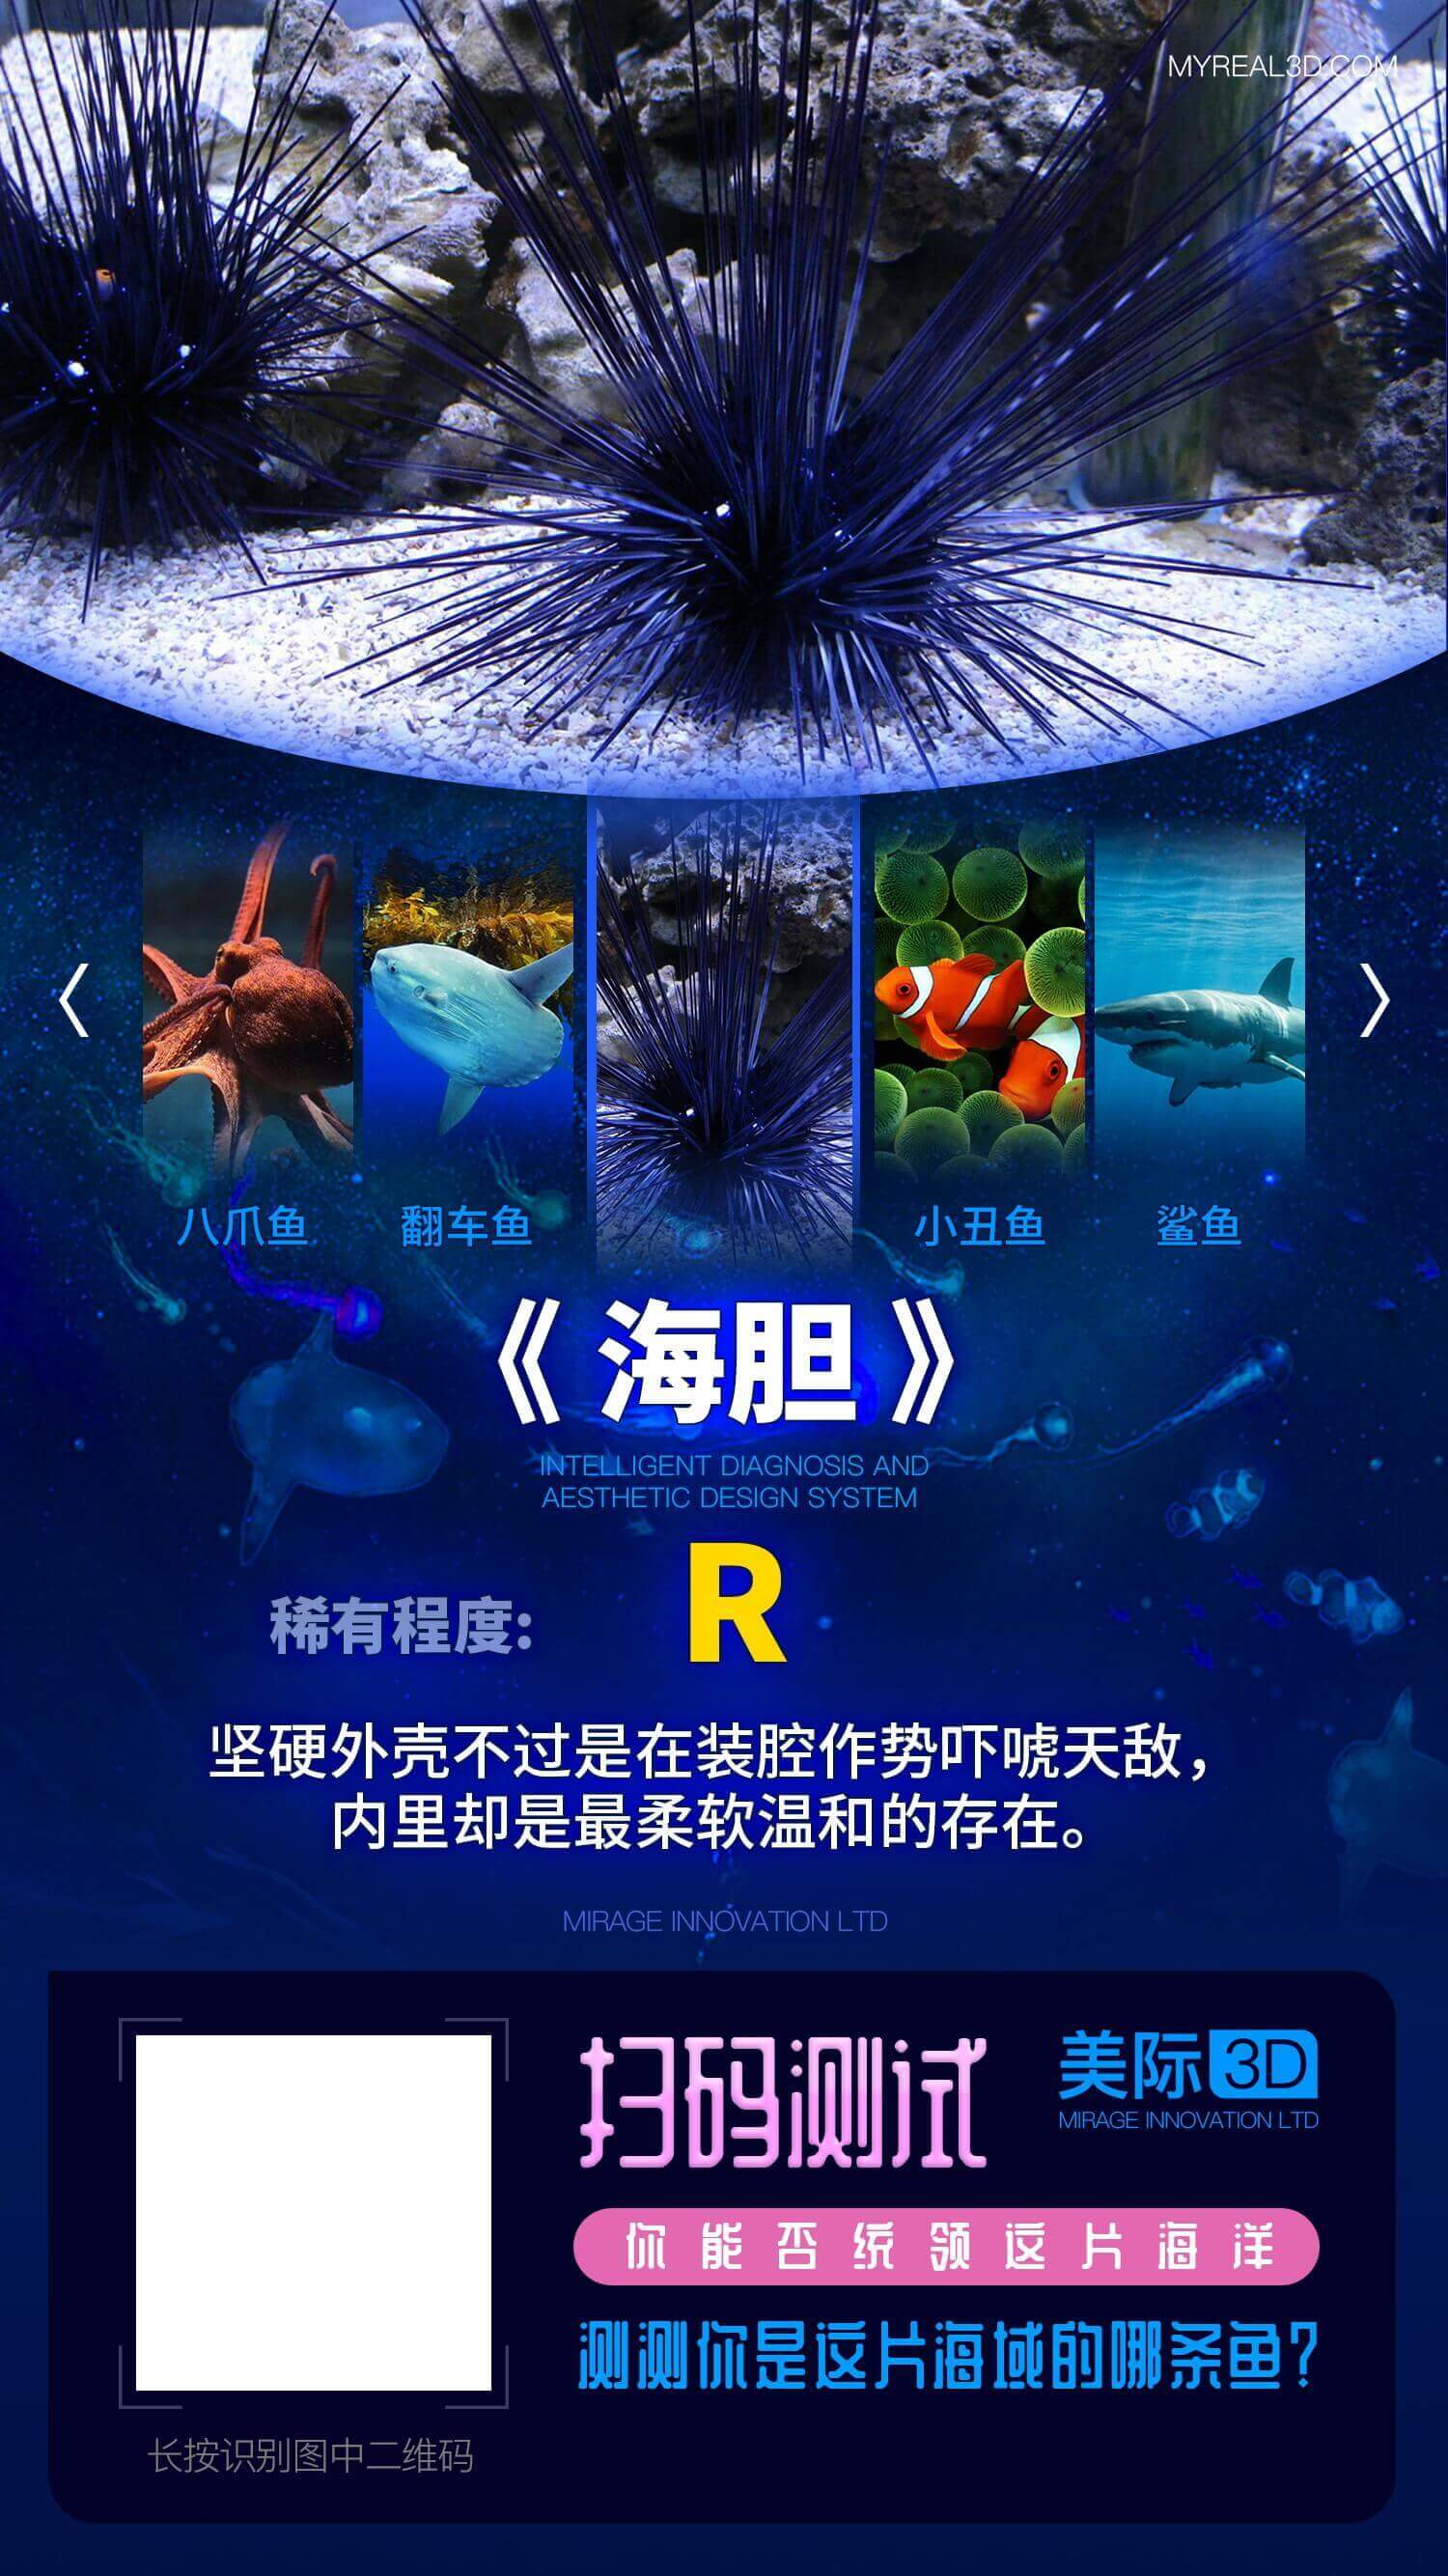 MYREAL3D.COM
八爪鱼
翻车鱼
小丑鱼
鲨鱼
《海胆》
INTELLIGENT DIAGNOSIS AND
AESTHETIC DESIGN SYSTEM
稀有程度:
R
坚硬外壳不过是在装腔作势吓唬天敌，
内里却是最柔软温和的存在。
MIRAGE INNOVATION LTD
扫码测试
美际3D
MIRAGE INNOVATION LTD
你能否统领这片海洋
测测你是这片海域的哪条鱼?
长按识别图中二维码